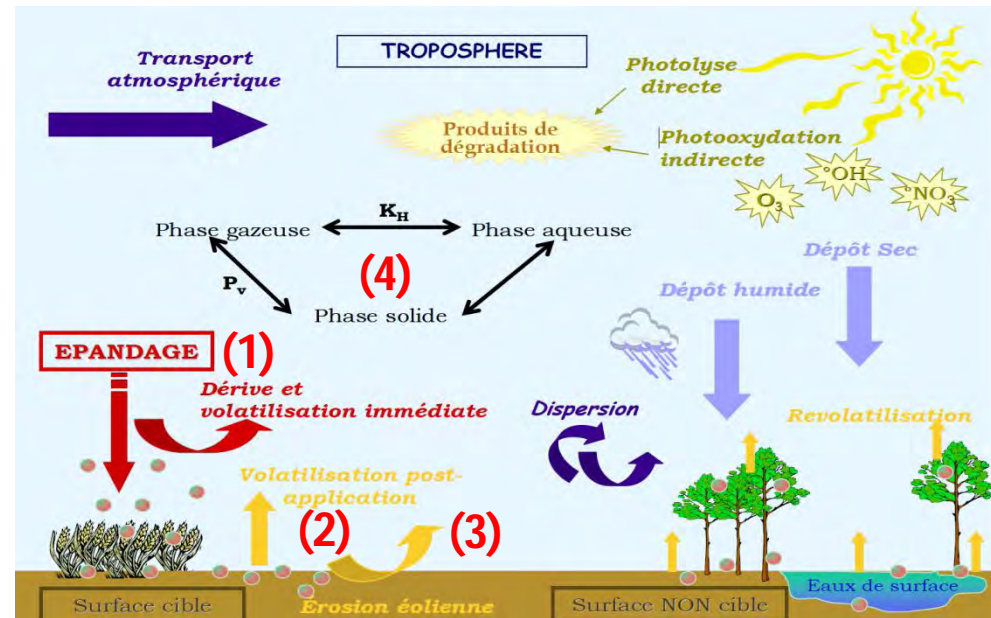 TROPOSPHERE
Transport
atmosphérique
Photolyse
directe
Produits de
dégradation
Photooxydation
indirecte
°OH
O₃
°NO₃
K_H
Phase gazeuse
Phase aqueuse
(4)
P_v
Phase solide
Dépôt Sec
Dépôt humide
EPANDAGE
(1)
Dérive et
volatilisation immédiate
Dispersion
Revolatilisation
Volatilisation post-
application
(2)
(3)
Surface cible
Erosion éolienne
Surface NON cible
Eaux de surface